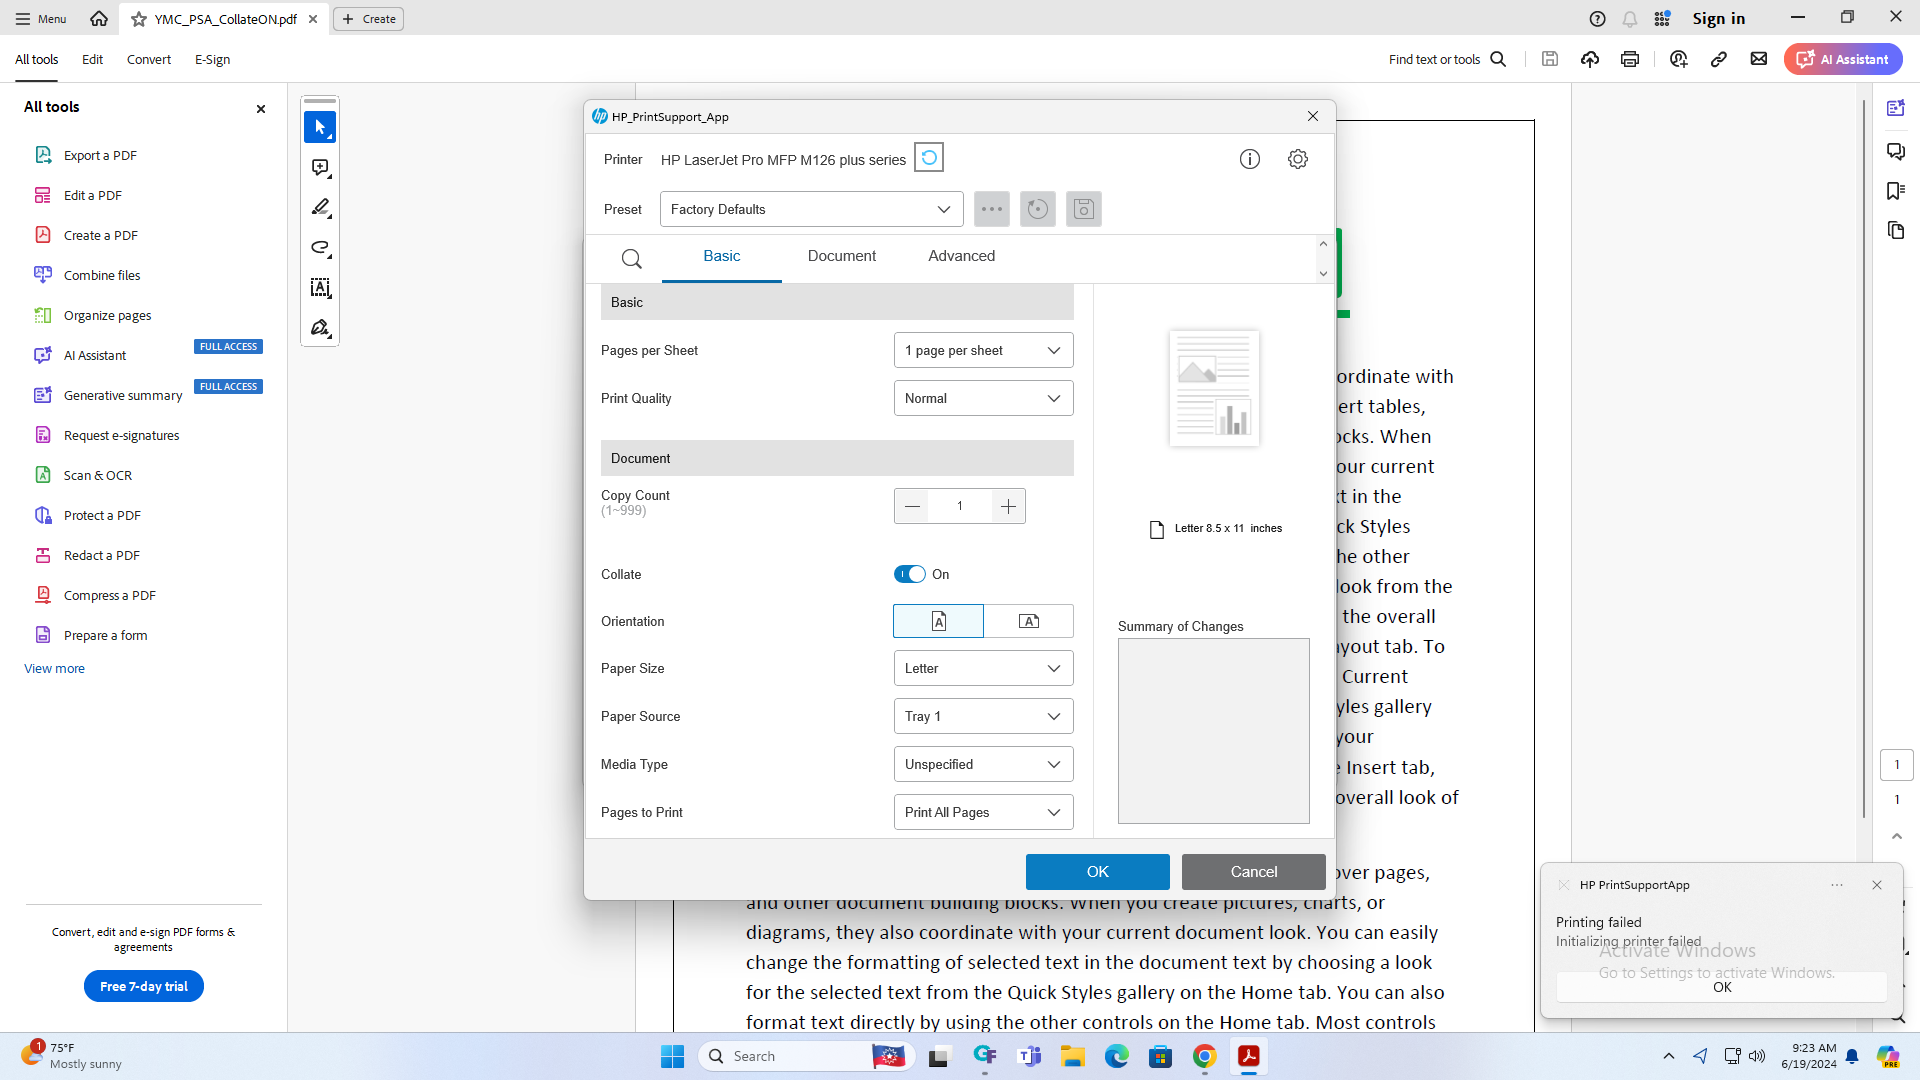 Menu
YMC_PSA_CollateON.pdf
Create
Sign in
All tools
Edit
Convert
E-Sign
Find text or tools
AI Assistant
All tools
Export a PDF
Edit a PDF
Create a PDF
Combine files
Organize pages
AI Assistant
FULL ACCESS
Generative summary
FULL ACCESS
Request e-signatures
Scan & OCR
Protect a PDF
Redact a PDF
Compress a PDF
Prepare a form
View more
Convert, edit and e-sign PDF forms &
agreements
Free 7-day trial
HP_PrintSupport_App
Printer
HP LaserJet Pro MFP M126 plus series
Preset
Factory Defaults
Basic
Document
Advanced
Basic
Pages per Sheet
1 page per sheet
Print Quality
Normal
Document
Copy Count
(1~999)
1
Collate
On
Orientation
Paper Size
Letter
Paper Source
Tray 1
Media Type
Unspecified
Pages to Print
Print All Pages
Letter 8.5 x 11 inches
Summary of Changes
OK
Cancel
ordinate with
ert tables,
ocks. When
our current
xt in the
ck Styles
he other
look from the
the overall
ayout tab. To
Current
yles gallery
your
e Insert tab,
overall look of
over pages,
and other document building blocks. When you create pictures, charts, or
diagrams, they also coordinate with your current document look. You can easily
change the formatting of selected text in the document text by choosing a look
for the selected text from the Quick Styles gallery on the Home tab. You can also
format text directly by using the other controls on the Home tab. Most controls
1
1
HP PrintSupportApp
Printing failed
Initializing printer failed
Activate Windows
Go to Settings to activate Windows.
OK
1
75°F
Mostly sunny
Search
9:23 AM
6/19/2024
PRE